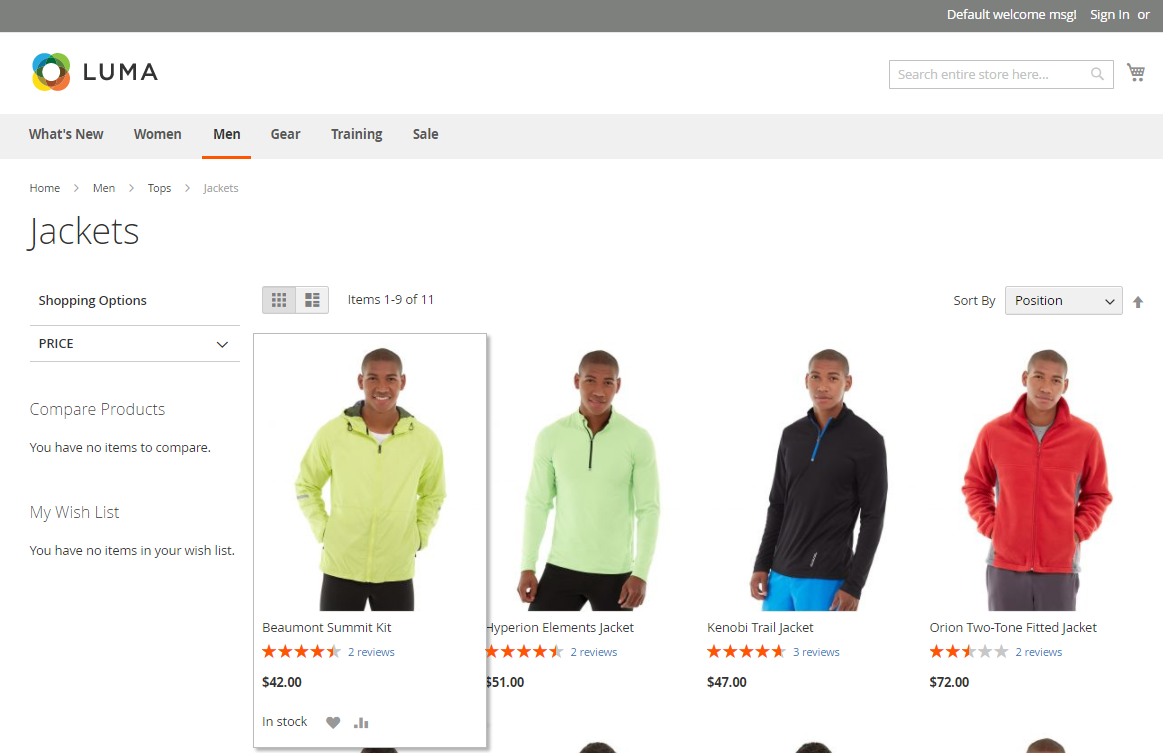 Default welcome msg! Sign In or
LUMA
Search entire store here...
What's New Women Men Gear Training Sale
Home Men Tops Jackets
Jackets
Shopping Options
Items 1-9 of 11
Sort By Position
PRICE
Compare Products
You have no items to compare.
My Wish List
You have no items in your wish list.
Beaumont Summit Kit
2 reviews
$42.00
In stock
Hyperion Elements Jacket
2 reviews
$51.00
Kenobi Trail Jacket
3 reviews
$47.00
Orion Two-Tone Fitted Jacket
2 reviews
$72.00